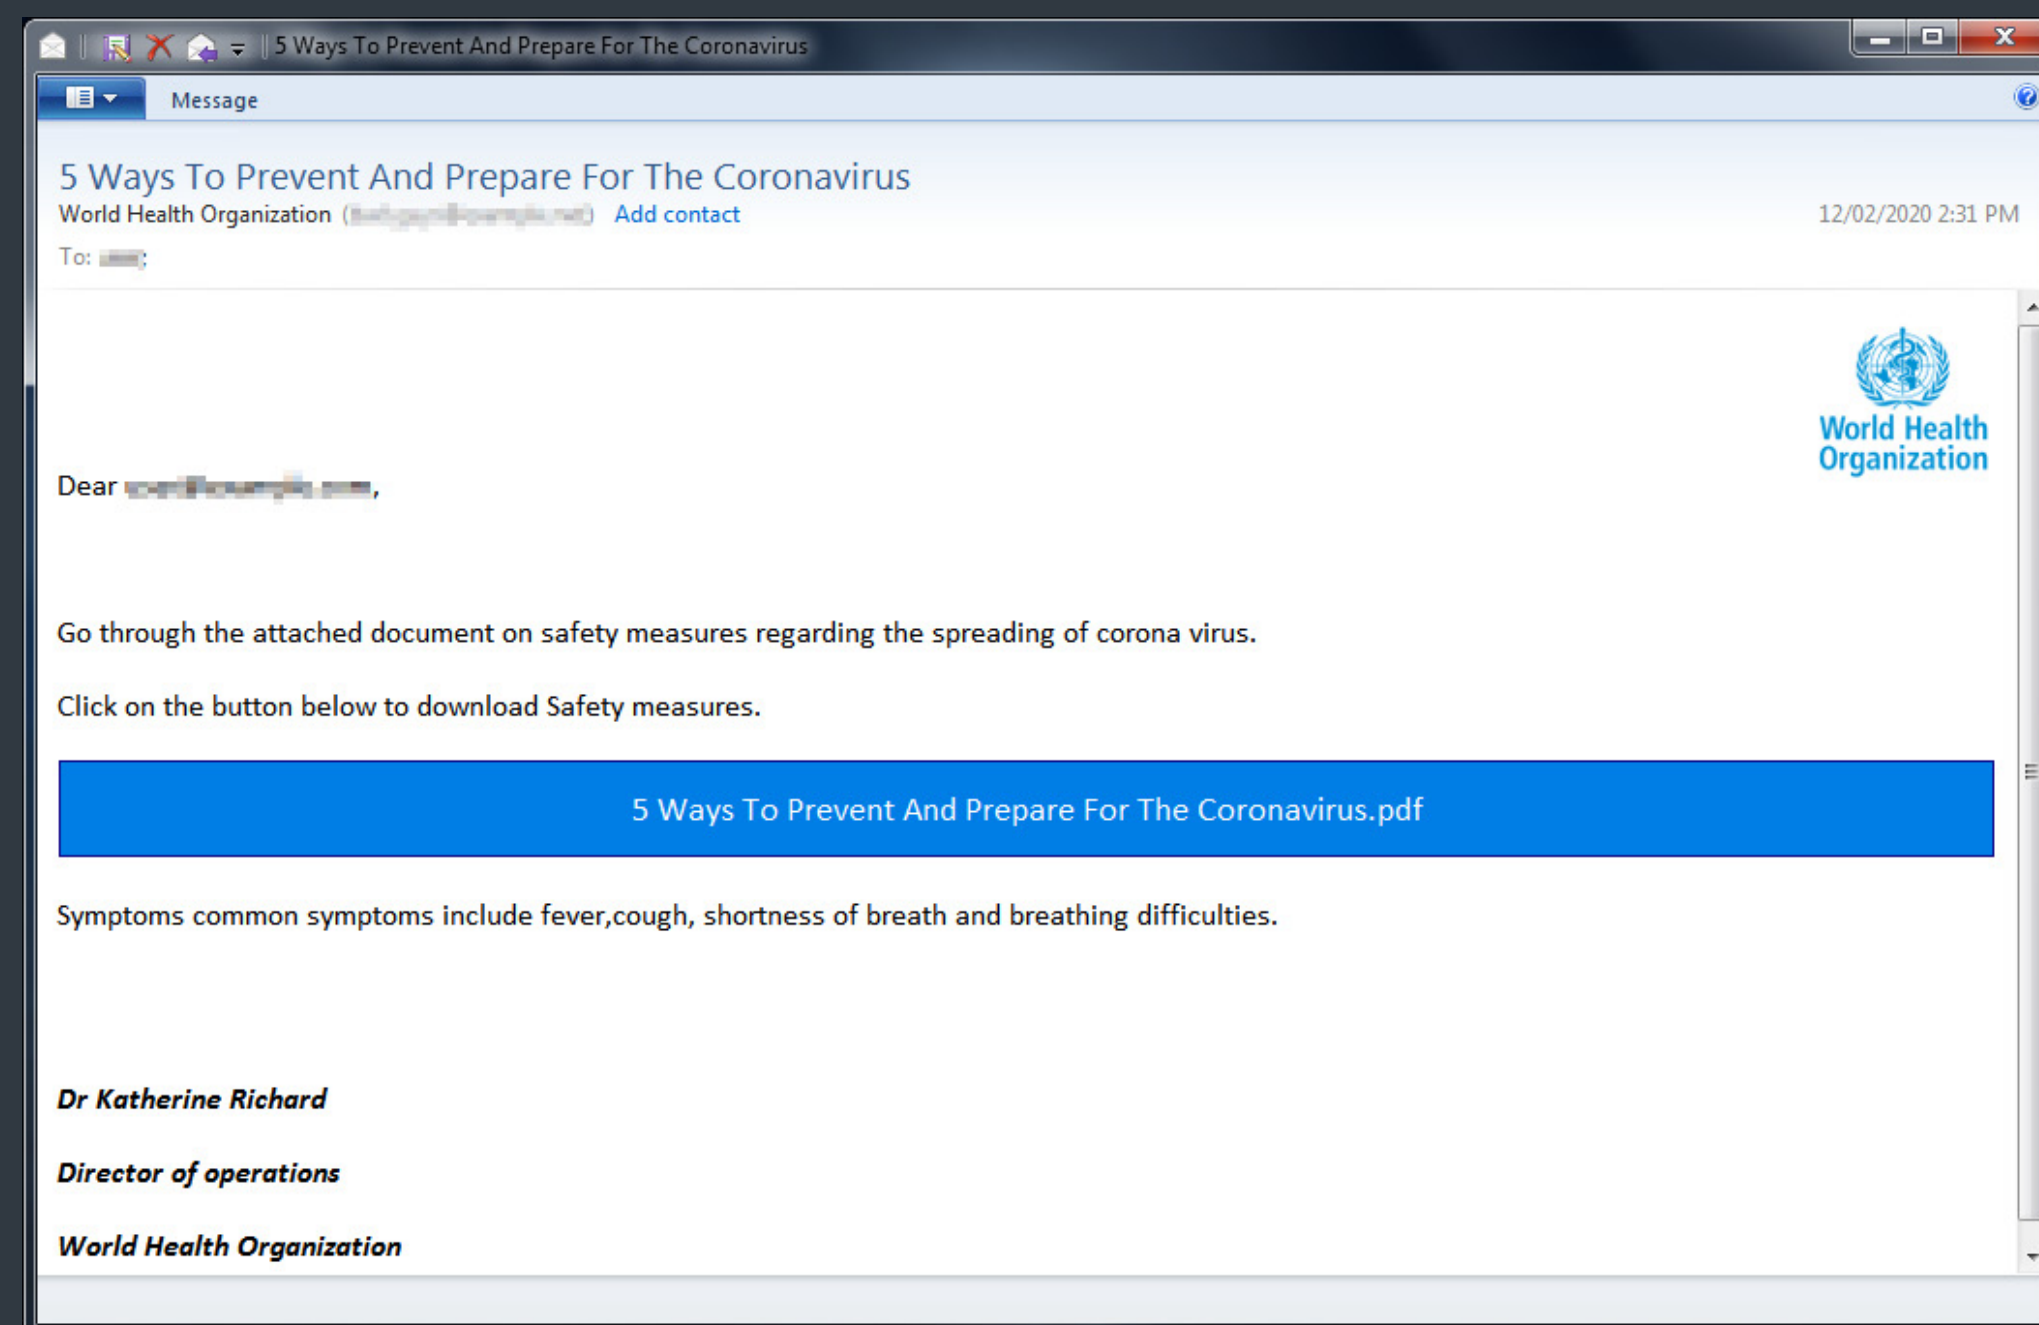 5 Ways To Prevent And Prepare For The Coronavirus
Message
5 Ways To Prevent And Prepare For The Coronavirus
World Health Organization ( ) Add contact
12/02/2020 2:31 PM
To: ;
World Health
Organization
Dear ,
Go through the attached document on safety measures regarding the spreading of corona virus.
Click on the button below to download Safety measures.
5 Ways To Prevent And Prepare For The Coronavirus.pdf
Symptoms common symptoms include fever,cough, shortness of breath and breathing difficulties.
Dr Katherine Richard
Director of operations
World Health Organization